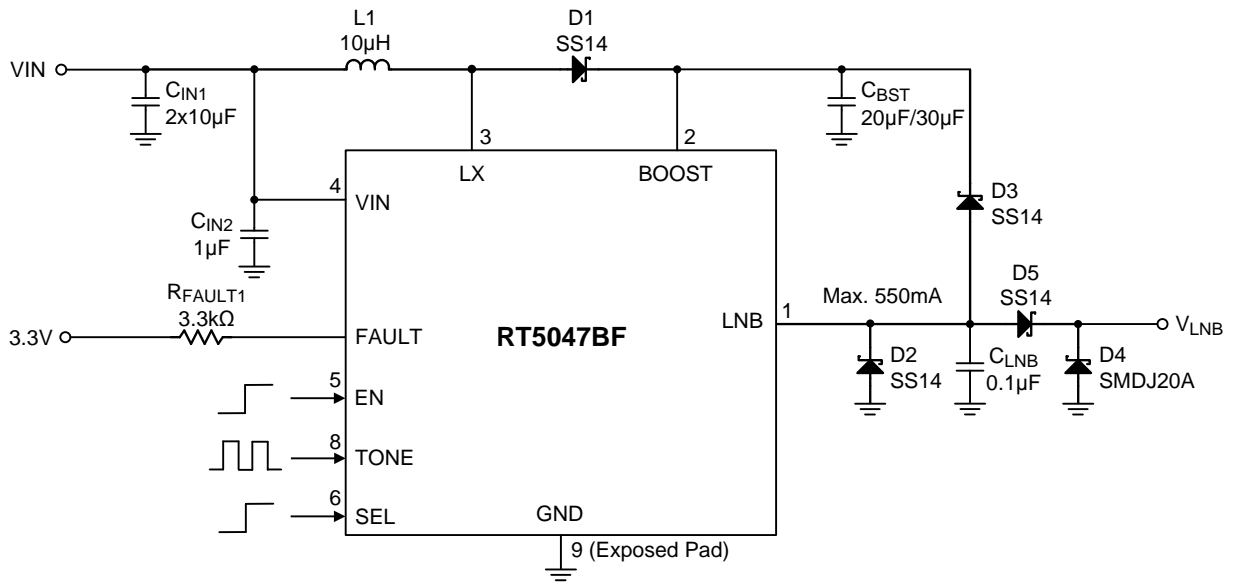 L1
10µH
D1
SS14
VIN
CIN1
2x10µF
CBST
20µF/30µF
3
2
LX
BOOST
4
VIN
CIN2
1µF
D3
SS14
RFAULT1
3.3kΩ
3.3V
FAULT
RT5047BF
LNB
1
Max. 550mA
D5
SS14
VLNB
D2
SS14
CLNB
0.1µF
D4
SMDJ20A
5
EN
8
TONE
6
SEL
GND
9 (Exposed Pad)